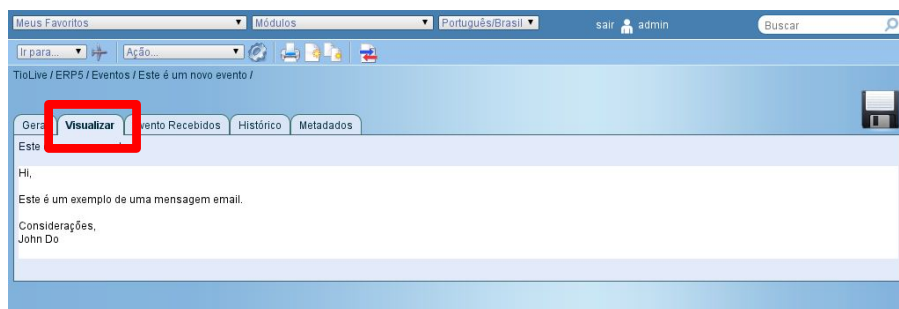 Meus Favoritos Módulos Português/Brasil sair admin Buscar
Ir para... Ação...
TioLive / ERP5 / Eventos / Este é um novo evento /
Visualizar Recebidos Histórico Metadados
Este
Hi,
Este é um exemplo de uma mensagem email.
Considerações,
John Do